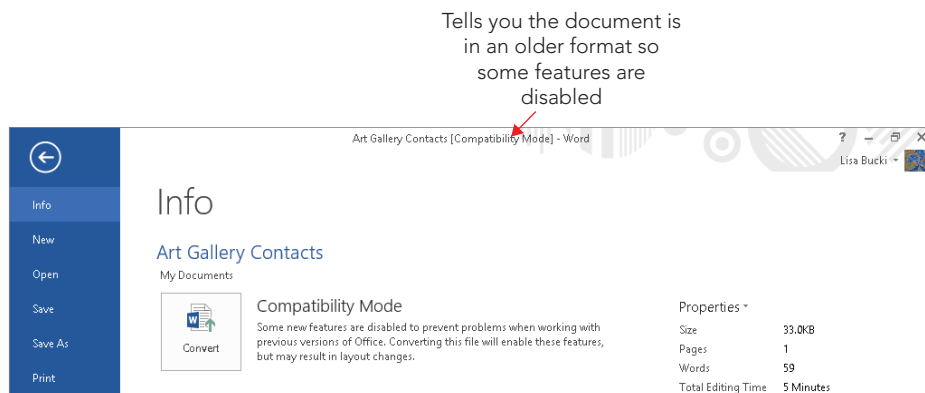 Tells you the document is
in an older format so
some features are
disabled
Art Gallery Contacts [Compatibility Mode] - Word
?
Lisa Bucki
Info
New
Open
Save
Save As
Print
Info
Art Gallery Contacts
My Documents
Convert
Compatibility Mode
Some new features are disabled to prevent problems when working with
previous versions of Office. Converting this file will enable these features,
but may result in layout changes.
Properties
Size 33.0KB
Pages 1
Words 59
Total Editing Time 5 Minutes